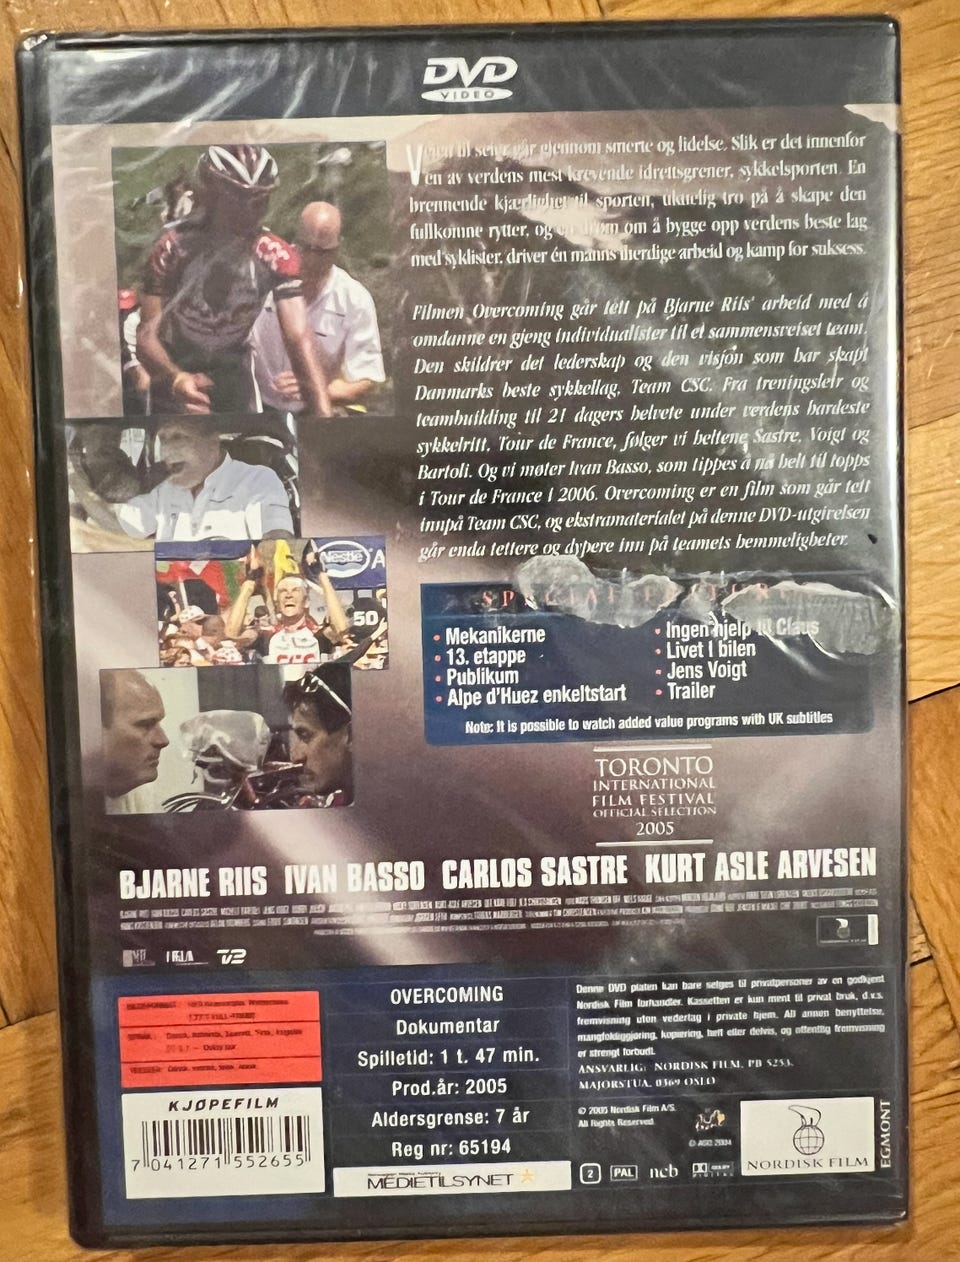 DVD
VIDEO
Veien til seier går gjennom smerte og lidelse. Slik er det innenfor
en av verdens mest krevende idrettsgrener, sykkelsporten. En
brennende kjærlighet til sporten, utrolig tro på å skape den
fullkomne rytter, og en drøm om å bygge opp verdens beste lag
med syklister, driver én manns iherdige arbeid og kamp for suksess.
Filmen Overcoming går tett på Bjarne Riis' arbeid med å
omdanne en gjeng individualister til et sammensveiset team.
Den skildrer det lederskap og den visjon som har skapt
Danmarks beste sykkellag, Team CSC. Fra treningsleir og
teambuilding til 21 dagers helvete under verdens hardeste
sykkelritt, Tour de France, følger vi heltene Sastre, Voigt og
Bartoli. Og vi møter Ivan Basso, som tippes å nå helt til topps
i Tour de France i 2006. Overcoming er en film som går tett
innpå Team CSC, og ekstramaterialet på denne DVD-utgivelsen
går enda tettere og dypere inn på teamets hemmeligheter.
Nestlé
50
CSC
SPECIAL
• Mekanikerne
• 13. etappe
• Publikum
• Alpe d'Huez enkeltstart
• Ingen hjelp til Claus
• Livet i bilen
• Jens Voigt
• Trailer
Note: It is possible to watch added value programs with UK subtitles
TORONTO
INTERNATIONAL
FILM FESTIVAL
OFFICIAL SELECTION
2005
BJARNE RIIS IVAN BASSO CARLOS SASTRE KURT ASLE ARVESEN
TV2
KJØPEFILM
7 041271 552655
OVERCOMING
Dokumentar
Spilletid: 1 t. 47 min.
Prod.år: 2005
Aldersgrense: 7 år
Reg nr: 65194
MEDIETILSYNET
Denne DVD platen kan bare selges til privatpersoner av en godkjent
Nordisk Film forhandler. Kassetten er kun ment til privat bruk, d.v.s.
fremvisning uten vederlag i private hjem. All annen benyttelse,
mangfoldiggjøring, kopiering, helt eller delvis, og offentlig fremvisning
er strengt forbudt.
ANSVARLIG: NORDISK FILM, PB 5253,
MAJORSTUA, 0369 OSLO
© 2005 Nordisk Film A/S.
All Rights Reserved.
2 PAL ncb DOLBY DIGITAL
NORDISK FILM
EGMONT